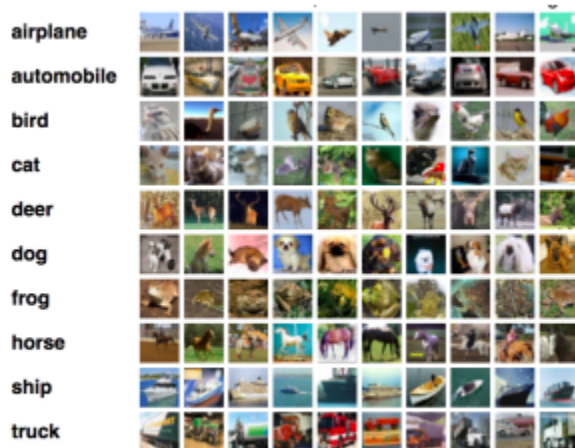 airplane
automobile
bird
cat
deer
dog
frog
horse
ship
truck